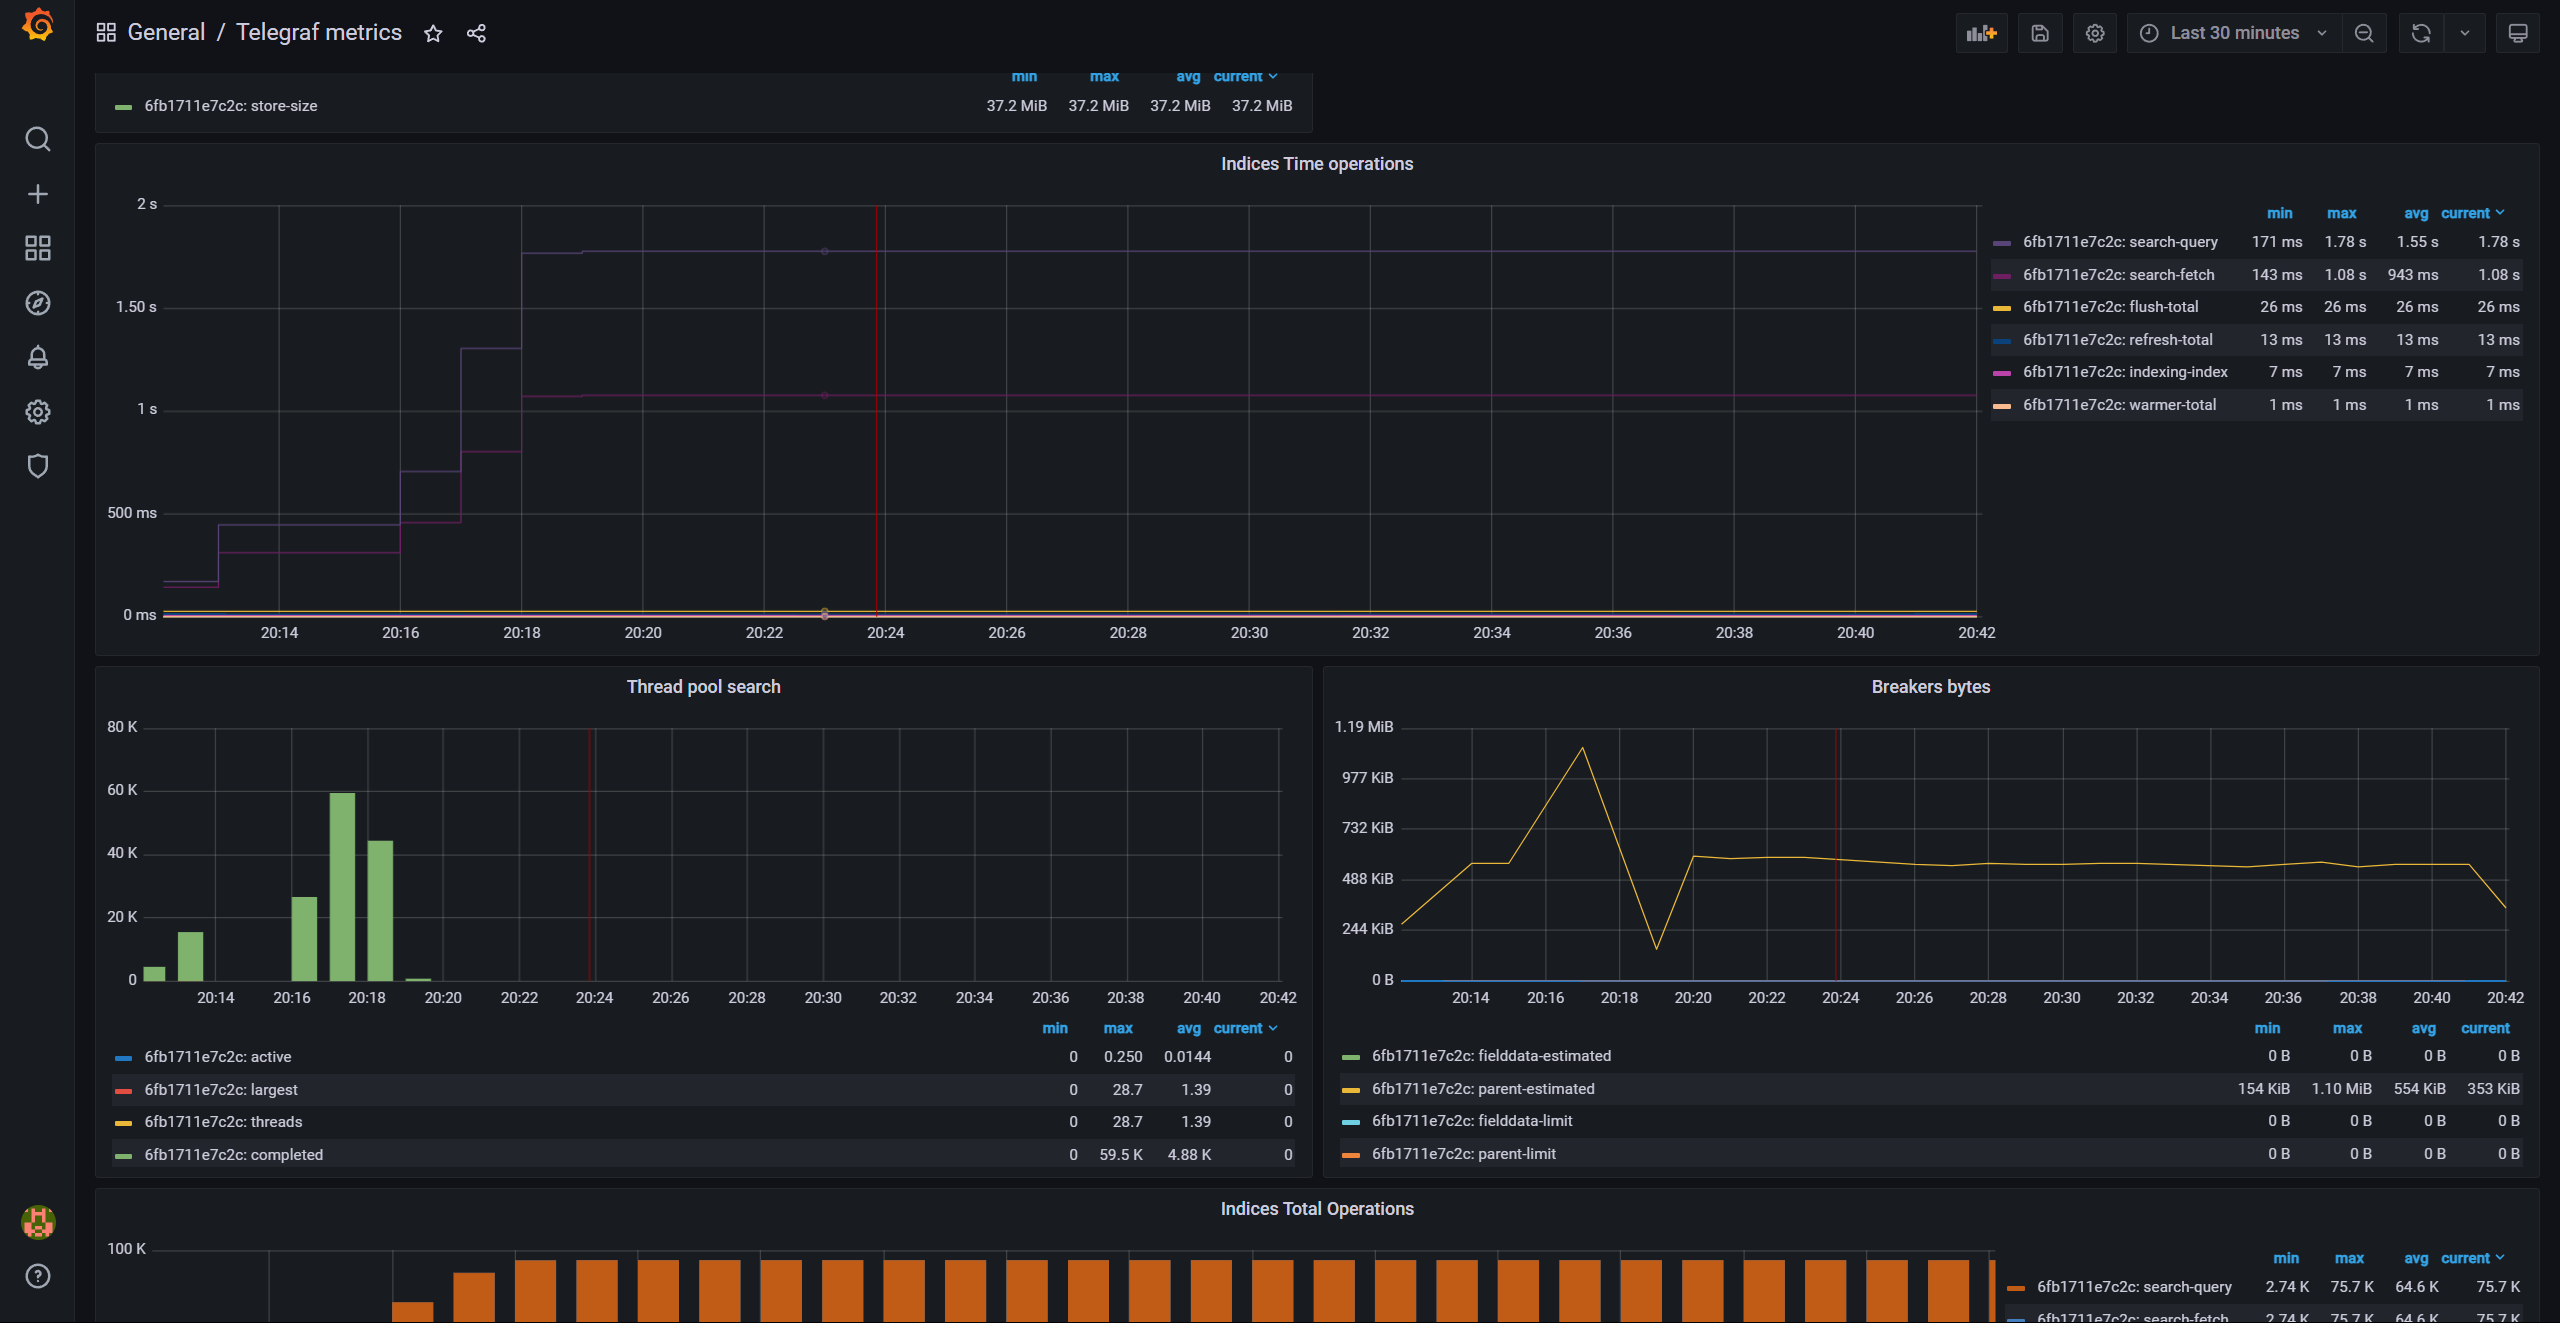 General / Telegraf metrics
Last 30 minutes
min max avg current
6fb1711e7c2c: store-size 37.2 MiB 37.2 MiB 37.2 MiB 37.2 MiB
Indices Time operations
2 s
1.50 s
1 s
500 ms
0 ms
20:14 20:16 20:18 20:20 20:22 20:24 20:26 20:28 20:30 20:32 20:34 20:36 20:38 20:40 20:42
min max avg current
6fb1711e7c2c: search-query 171 ms 1.78 s 1.55 s 1.78 s
6fb1711e7c2c: search-fetch 143 ms 1.08 s 943 ms 1.08 s
6fb1711e7c2c: flush-total 26 ms 26 ms 26 ms 26 ms
6fb1711e7c2c: refresh-total 13 ms 13 ms 13 ms 13 ms
6fb1711e7c2c: indexing-index 7 ms 7 ms 7 ms 7 ms
6fb1711e7c2c: warmer-total 1 ms 1 ms 1 ms 1 ms
Thread pool search
80 K
60 K
40 K
20 K
0
20:14 20:16 20:18 20:20 20:22 20:24 20:26 20:28 20:30 20:32 20:34 20:36 20:38 20:40 20:42
min max avg current
6fb1711e7c2c: active 0 0.250 0.0144 0
6fb1711e7c2c: largest 0 28.7 1.39 0
6fb1711e7c2c: threads 0 28.7 1.39 0
6fb1711e7c2c: completed 0 59.5 K 4.88 K 0
Breakers bytes
1.19 MiB
977 KiB
732 KiB
488 KiB
244 KiB
0 B
20:14 20:16 20:18 20:20 20:22 20:24 20:26 20:28 20:30 20:32 20:34 20:36 20:38 20:40 20:42
min max avg current
6fb1711e7c2c: fielddata-estimated 0 B 0 B 0 B 0 B
6fb1711e7c2c: parent-estimated 154 KiB 1.10 MiB 554 KiB 353 KiB
6fb1711e7c2c: fielddata-limit 0 B 0 B 0 B 0 B
6fb1711e7c2c: parent-limit 0 B 0 B 0 B 0 B
Indices Total Operations
100 K
min max avg current
6fb1711e7c2c: search-query 2.74 K 75.7 K 64.6 K 75.7 K
6fb1711e7c2c: search-fetch 2.74 K 75.7 K 64.6 K 75.7 K